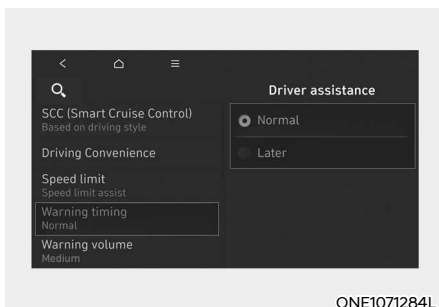 Driver assistance
SCC (Smart Cruise Control)
Based on driving style
Driving Convenience
Speed limit
Speed limit assist
Warning timing
Normal
Warning volume
Medium
Normal
Later
ONE1071284L